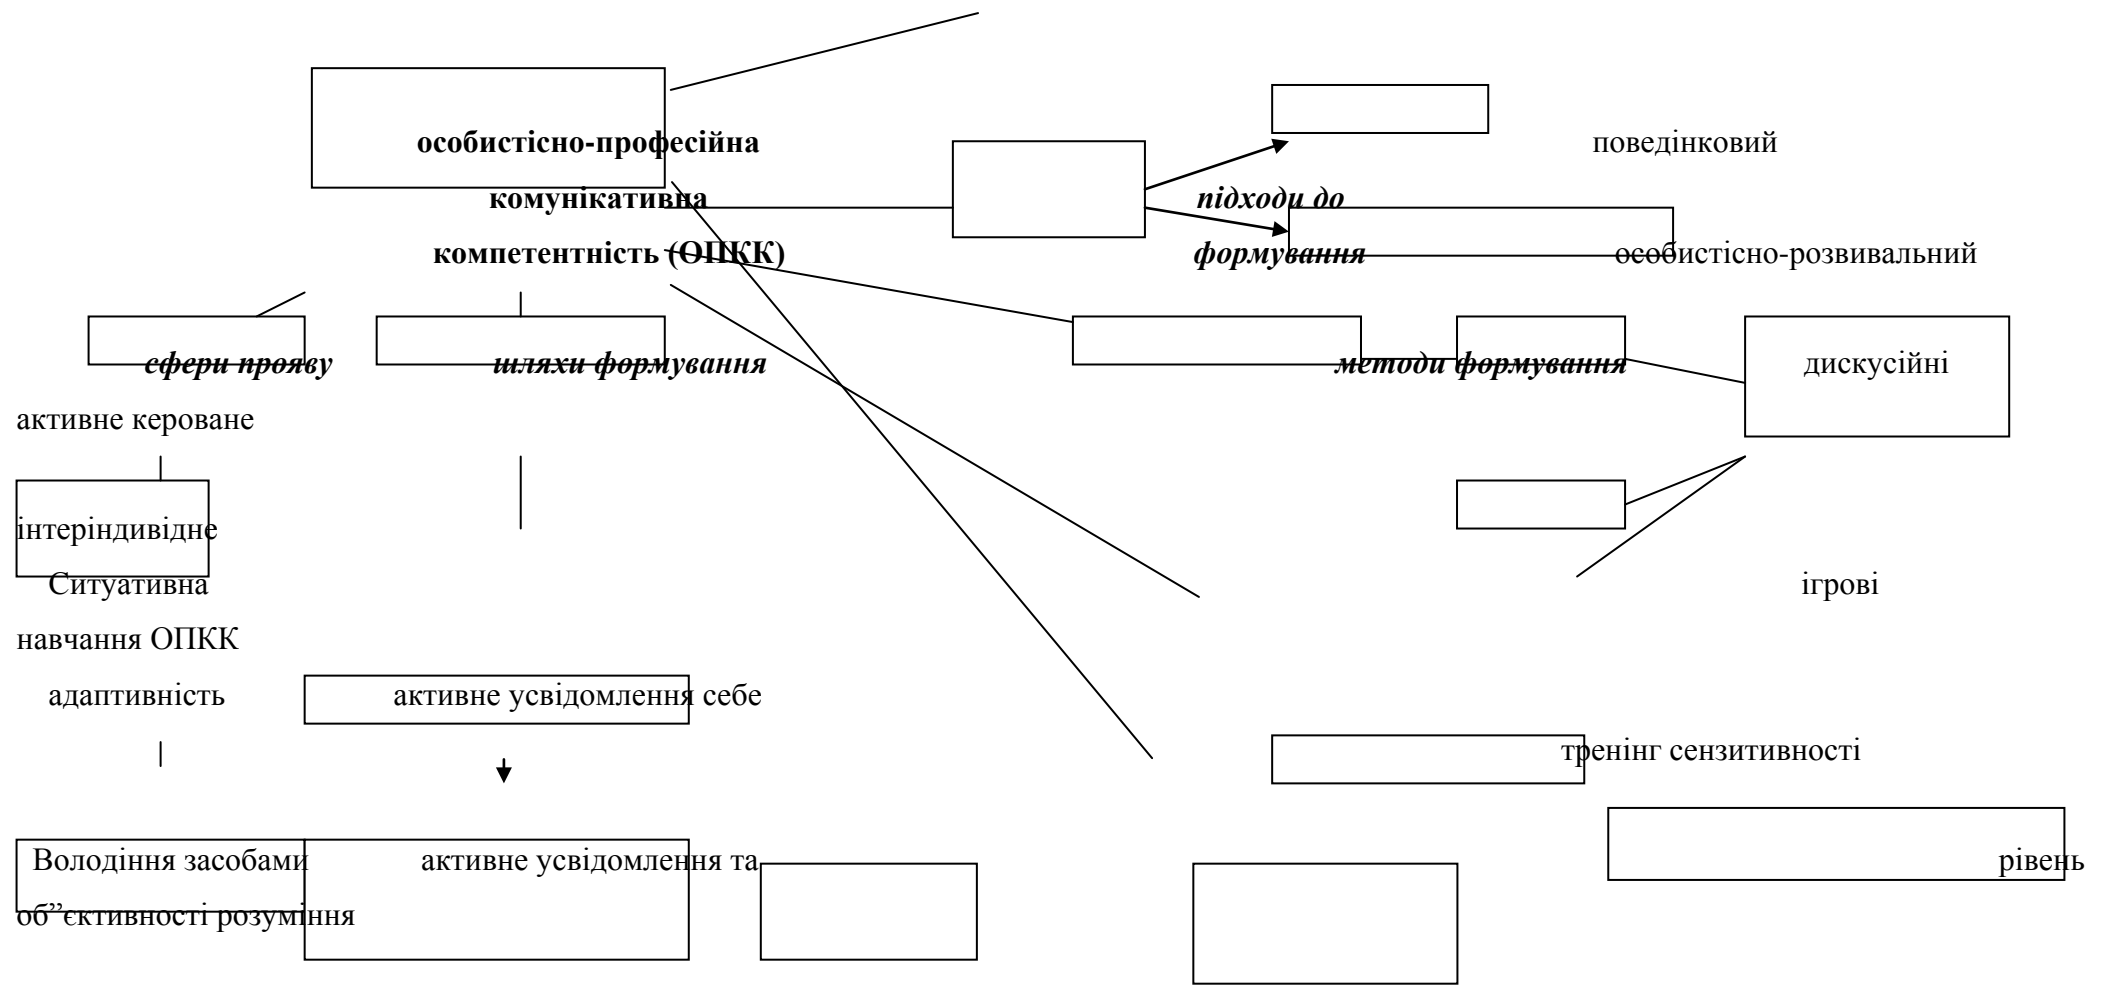 особистісно-професійна поведінковий
комунікативна підходи до
компетентність (ОПКК) формування особистісно-розвивальний
сфери прояву шляхи формування методи формування дискусійні
активне кероване
інтеріндивідне
Ситуативна ігрові
навчання ОПКК
адаптивність активне усвідомлення себе
тренінг сензитивності
Володіння засобами активне усвідомлення та рівень
об”єктивності розуміння